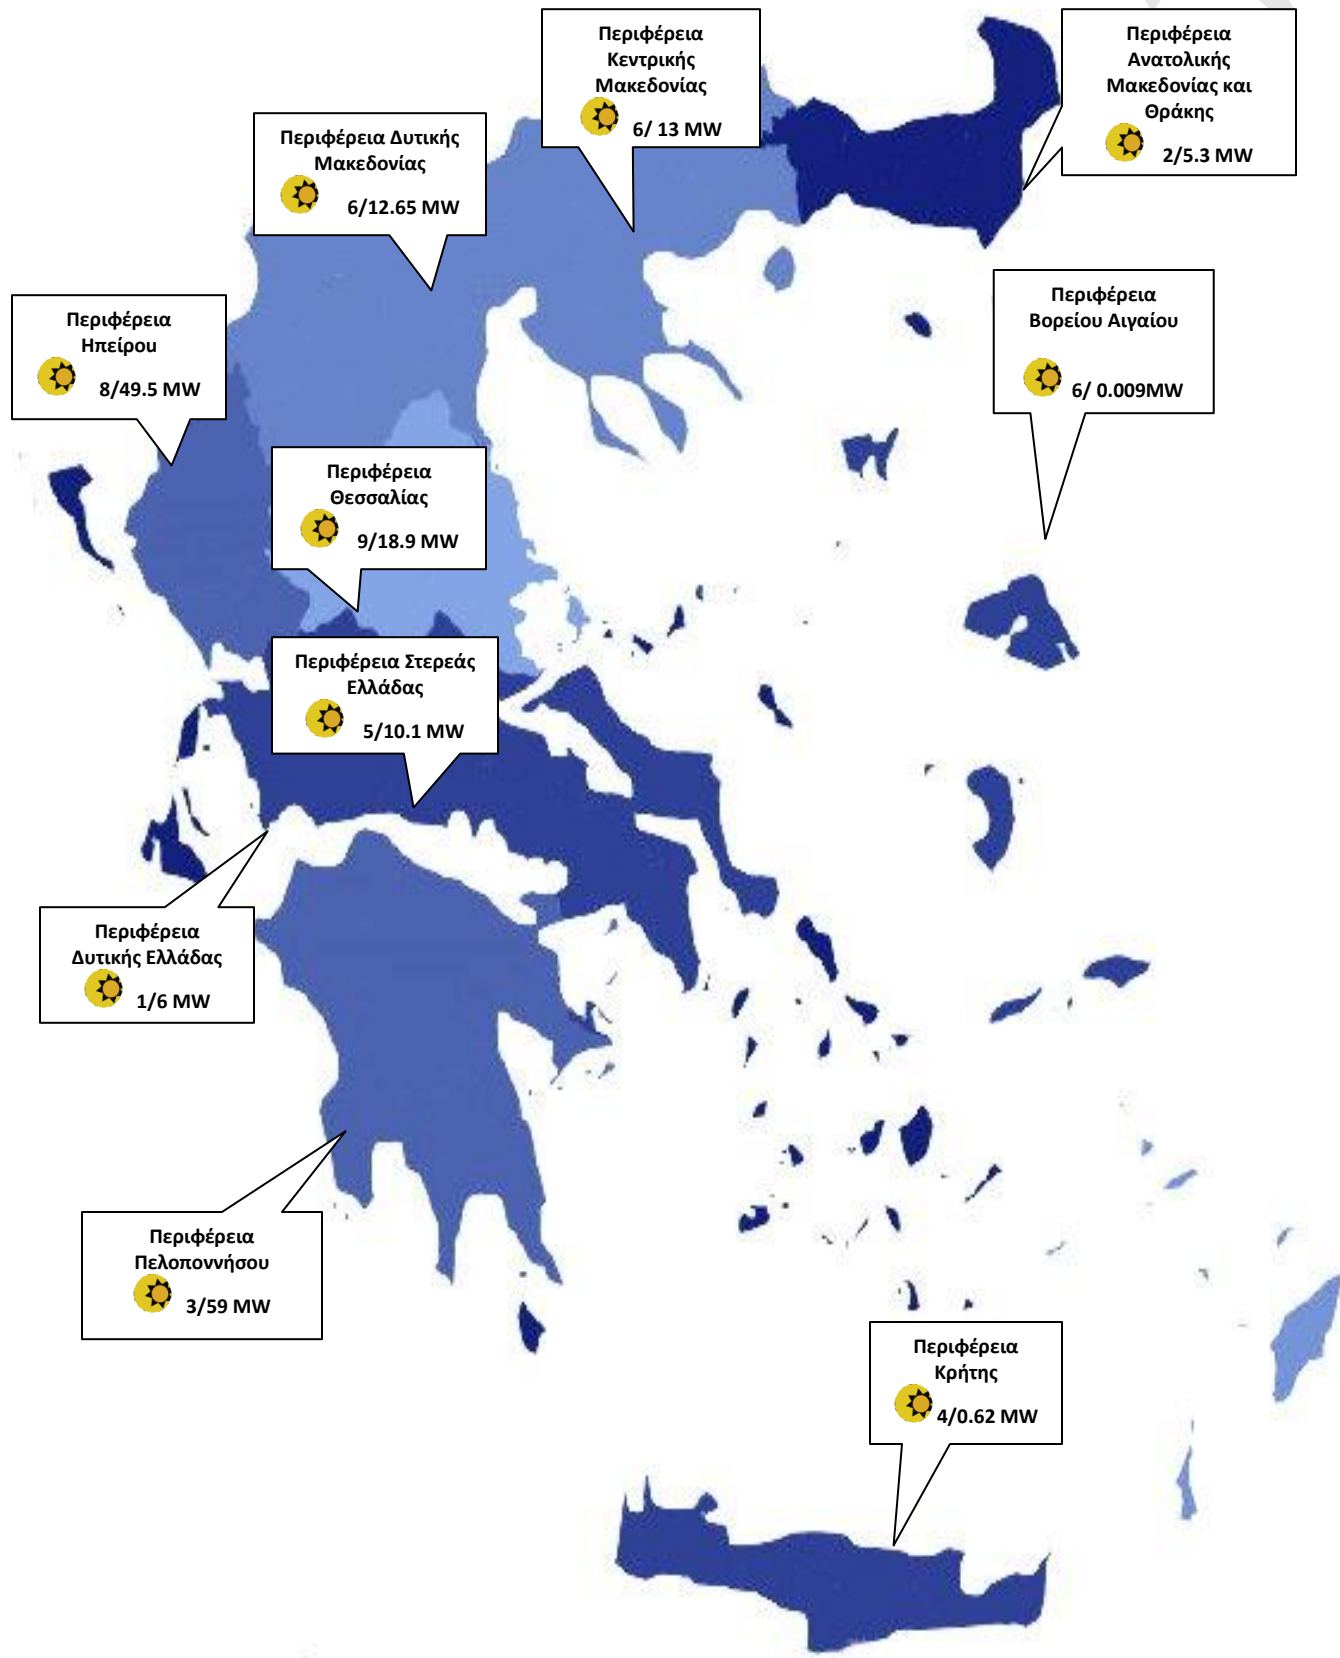 Περιφέρεια
Κεντρικής
Μακεδονίας
6/ 13 MW
Περιφέρεια
Ανατολικής
Μακεδονίας και
Θράκης
2/5.3 MW
Περιφέρεια Δυτικής
Μακεδονίας
6/12.65 MW
Περιφέρεια
Βορείου Αιγαίου
6/ 0.009MW
Περιφέρεια
Ηπείρου
8/49.5 MW
Περιφέρεια
Θεσσαλίας
9/18.9 MW
Περιφέρεια Στερεάς
Ελλάδας
5/10.1 MW
Περιφέρεια
Δυτικής Ελλάδας
1/6 MW
Περιφέρεια
Πελοποννήσου
3/59 MW
Περιφέρεια
Κρήτης
4/0.62 MW